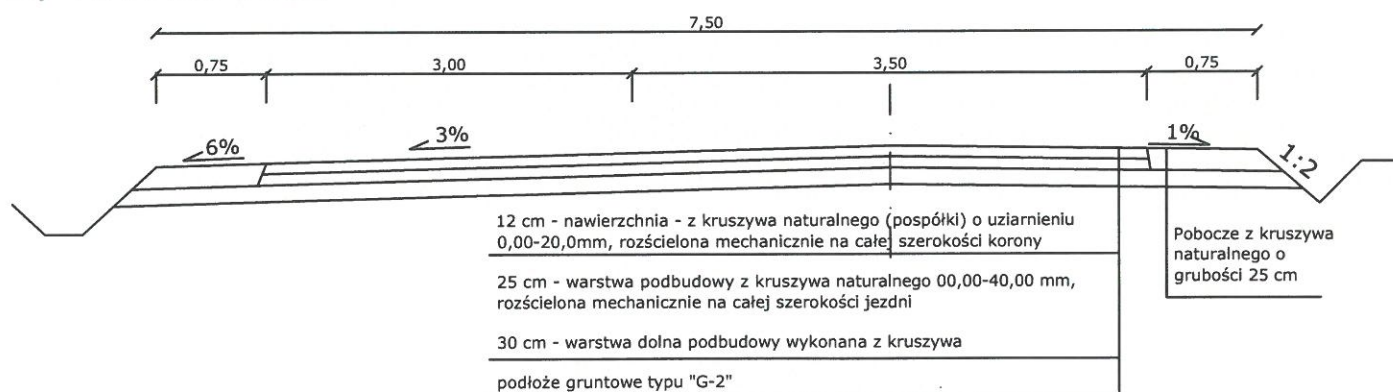 7,50
0,75
3,00
3,50
0,75
6%
3%
1%
1:2
12 cm - nawierzchnia - z kruszywa naturalnego (pospółki) o uziarnieniu
0,00-20,0mm, rozścielona mechanicznie na całej szerokości korony
25 cm - warstwa podbudowy z kruszywa naturalnego 00,00-40,00 mm,
rozścielona mechanicznie na całej szerokości jezdni
30 cm - warstwa dolna podbudowy wykonana z kruszywa
podłoże gruntowe typu "G-2"
Pobocze z kruszywa
naturalnego o
grubości 25 cm